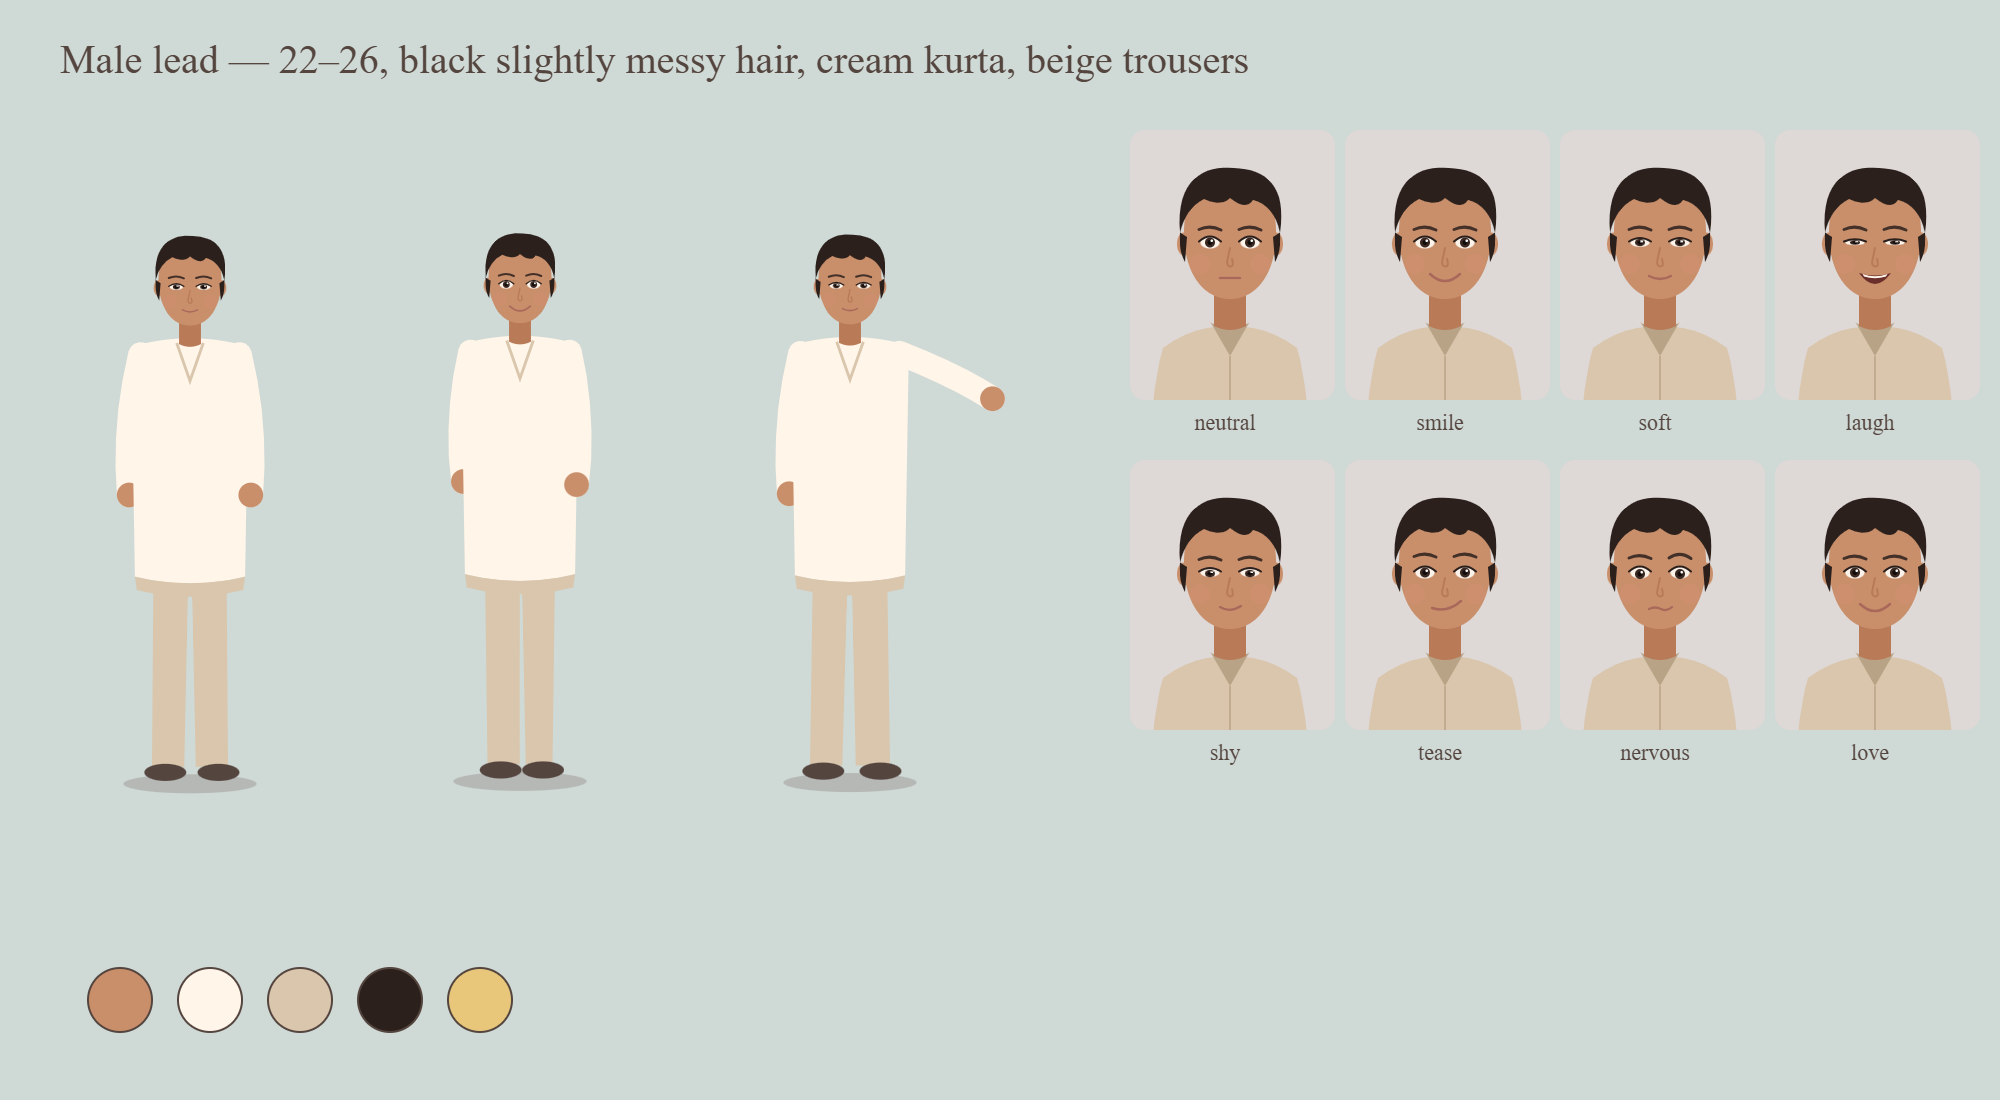 Male lead — 22–26, black slightly messy hair, cream kurta, beige trousers
neutral
smile
soft
laugh
shy
tease
nervous
love